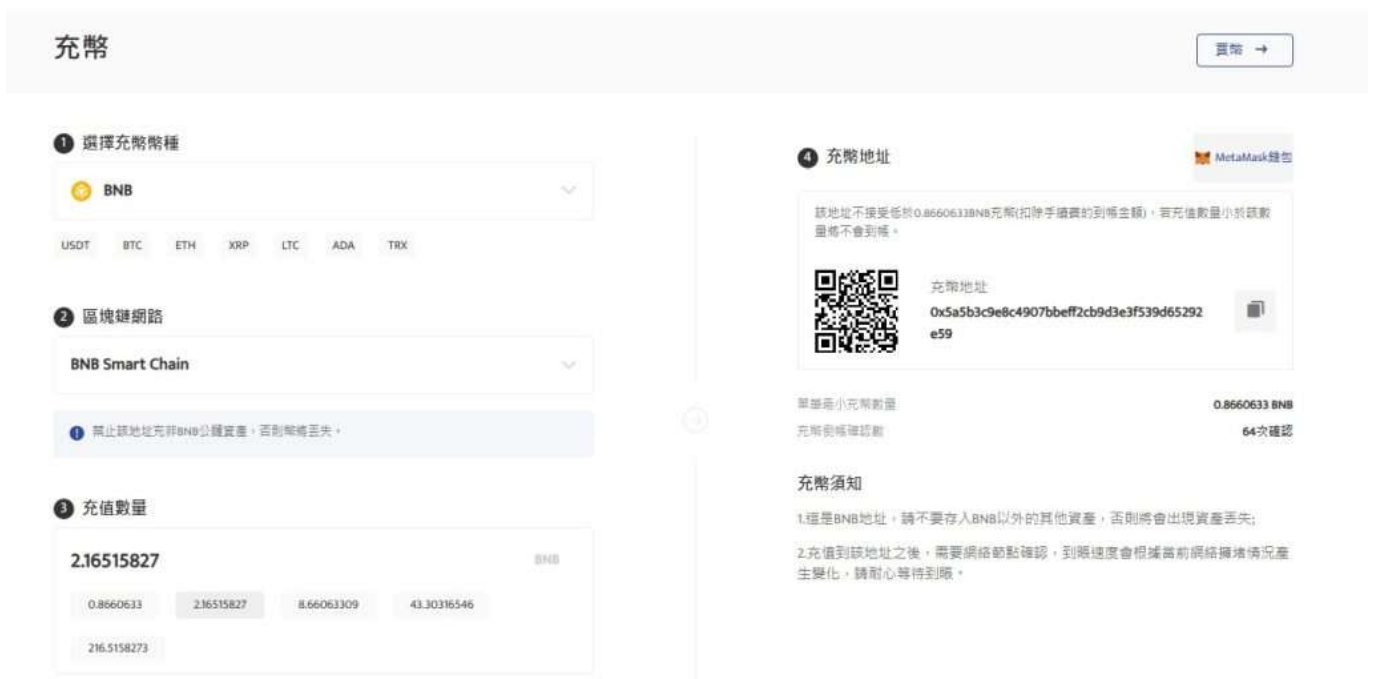 充幣
買幣 →
1 選擇充幣幣種
BNB
USDT BTC ETH XRP LTC ADA TRX
2 區塊鏈網路
BNB Smart Chain
禁止該地址充非BNB公鏈資產，否則幣將丟失。
3 充值數量
2.16515827 BNB
0.8660633 2.16515827 8.66063309 43.30316546
216.5158273
4 充幣地址
MetaMask錢包
該地址不接受低於0.8660633BNB充幣(扣除手續費的到帳金額)，若充值數量小於該數
量將不會到帳。
充幣地址
0x5a5b3c9e8c4907bbeff2cb9d3e3f539d65292
e59
單筆最小充幣數量 0.8660633 BNB
充幣到帳確認數 64次確認
充幣須知
1.這是BNB地址，請不要存入BNB以外的其他資產，否則將會出現資產丟失;
2.充值到該地址之後，需要網絡節點確認，到賬速度會根據當前網絡擁堵情況產
生變化，請耐心等待到賬。